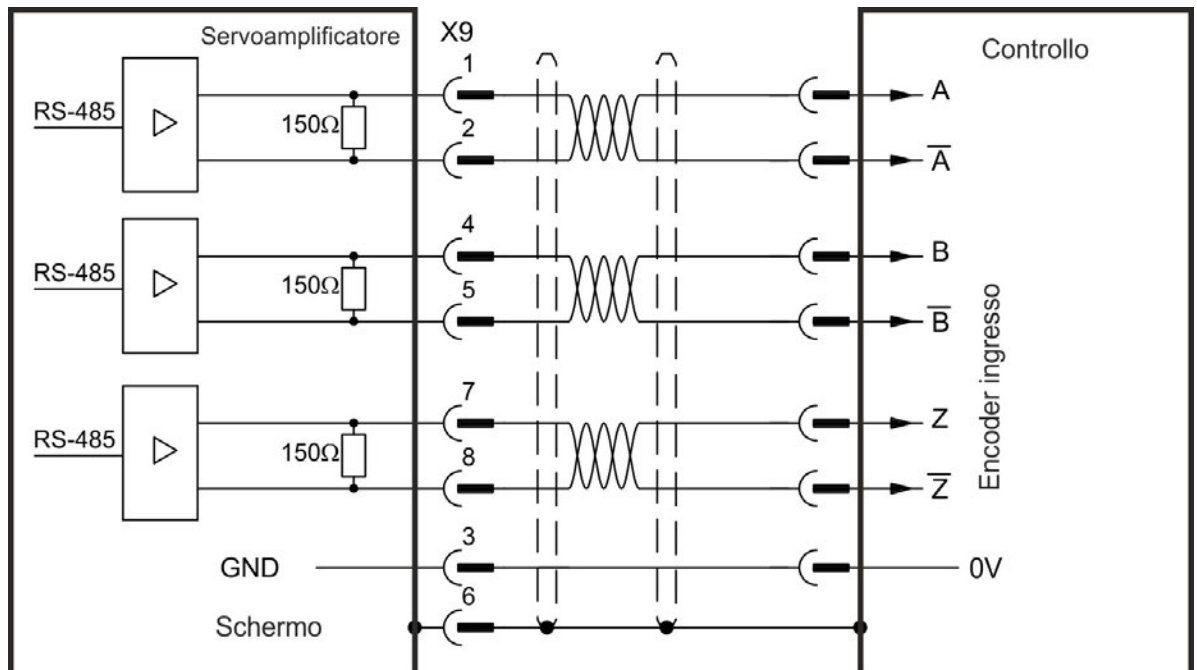 Servoamplificatore
X9
Controllo
1
A
RS-485
150Ω
2
A̅
4
B
RS-485
150Ω
5
B̅
7
Z
RS-485
150Ω
8
Z̅
Encoder ingresso
3
GND
0V
6
Schermo